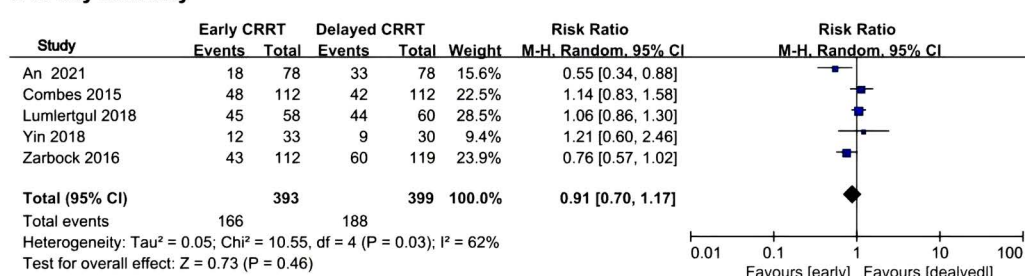 Early CRRT Delayed CRRT Risk Ratio Risk Ratio
Study Events Total Events Total Weight M-H, Random, 95% CI M-H, Random, 95% CI
An 2021 18 78 33 78 15.6% 0.55 [0.34, 0.88]
Combes 2015 48 112 42 112 22.5% 1.14 [0.83, 1.58]
Lumlertgul 2018 45 58 44 60 28.5% 1.06 [0.86, 1.30]
Yin 2018 12 33 9 30 9.4% 1.21 [0.60, 2.46]
Zarbock 2016 43 112 60 119 23.9% 0.76 [0.57, 1.02]
Total (95% CI) 393 399 100.0% 0.91 [0.70, 1.17]
Total events 166 188
Heterogeneity: Tau² = 0.05; Chi² = 10.55, df = 4 (P = 0.03); I² = 62%
Test for overall effect: Z = 0.73 (P = 0.46)
0.01 0.1 1 10 100
Favours [early] Favours [dealyed]]